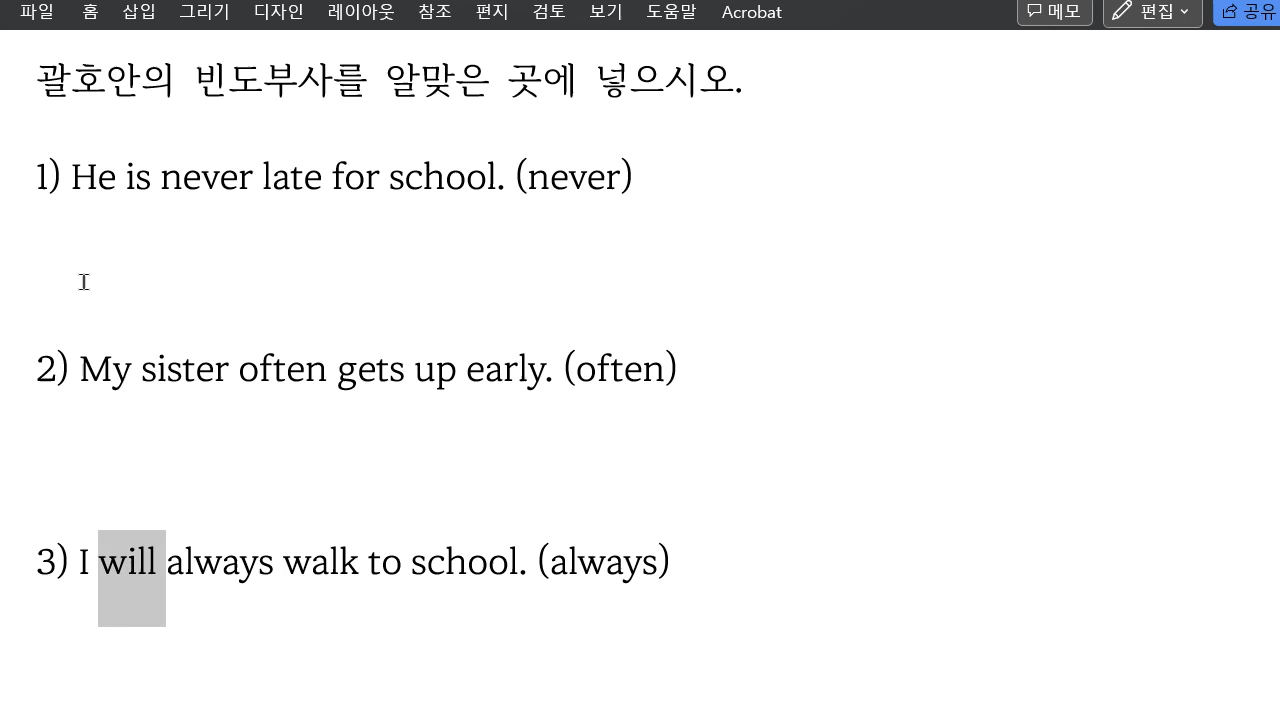 파일 홈 삽입 그리기 디자인 레이아웃 참조 편지 검토 보기 도움말 Acrobat 메모 편집 공유
괄호안의 빈도부사를 알맞은 곳에 넣으시오.
1) He is never late for school. (never)
2) My sister often gets up early. (often)
3) I will always walk to school. (always)